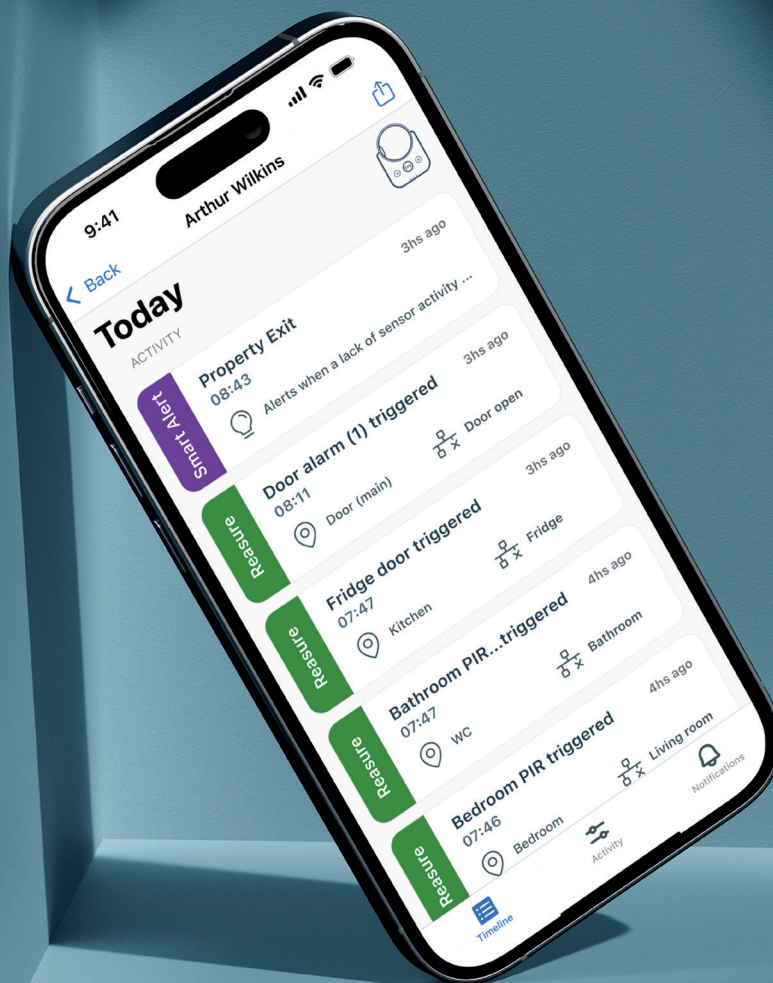 9:41
Arthur Wilkins
Back
Today
ACTIVITY
Smart Alert
Property Exit
3hs ago
08:43
Alerts when a lack of sensor activity ...
Reasure
Door alarm (1) triggered
3hs ago
08:11
Door (main)
Door open
Reasure
Fridge door triggered
3hs ago
07:47
Kitchen
Fridge
Reasure
Bathroom PIR...triggered
4hs ago
07:47
WC
Bathroom
Reasure
Bedroom PIR triggered
4hs ago
07:46
Bedroom
Living room
Timeline
Activity
Notifications